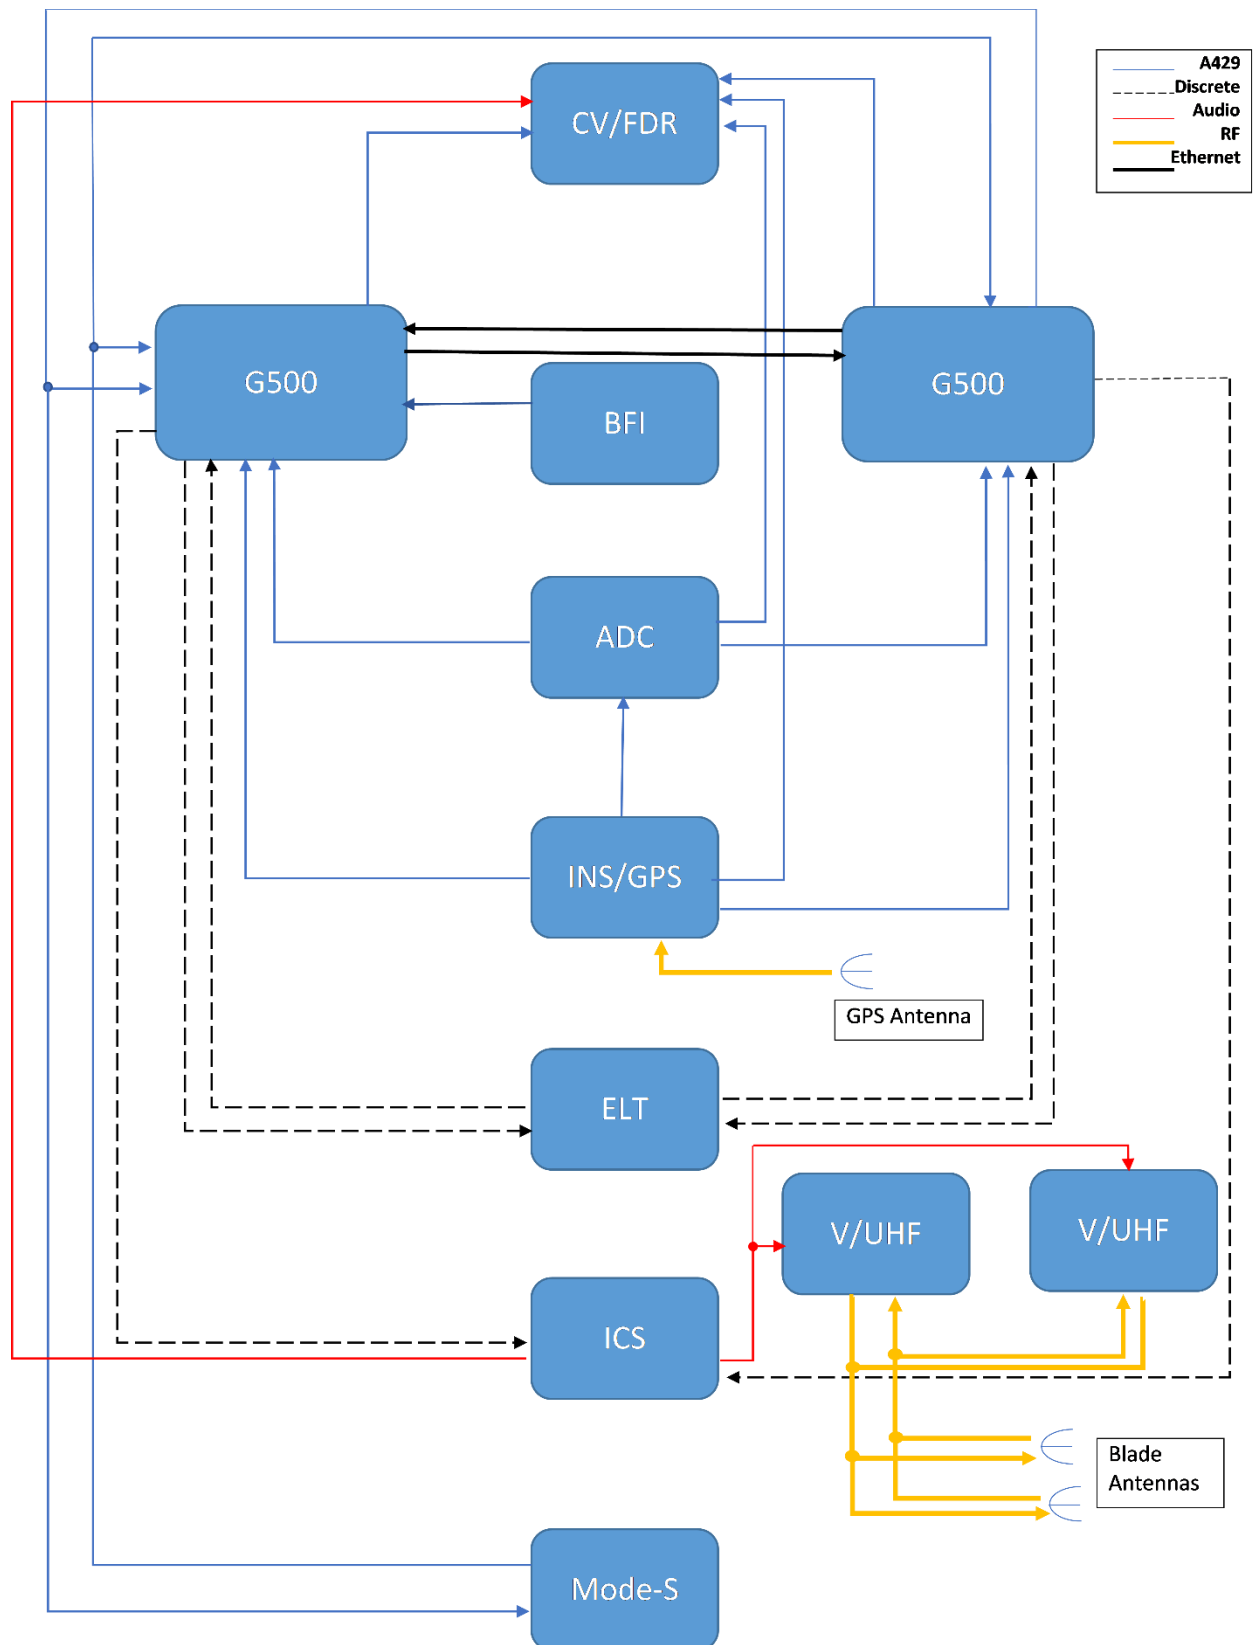 A429
Discrete
Audio
RF
Ethernet
CV/FDR
G500
BFI
G500
ADC
INS/GPS
GPS Antenna
ELT
V/UHF
V/UHF
ICS
Blade
Antennas
Mode-S